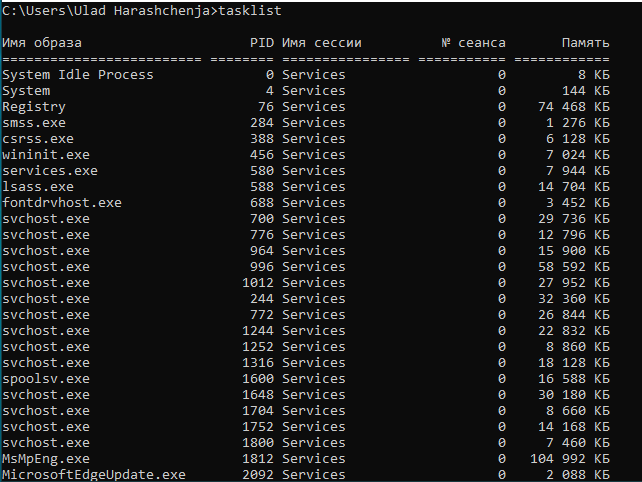 C:\Users\Ulad Harashchenja>tasklist
Имя образа                     PID Имя сессии          № сеанса       Память
========================= ======== ================ =========== ============
System Idle Process              0 Services                   0         8 КБ
System                           4 Services                   0       144 КБ
Registry                        76 Services                   0    74 468 КБ
smss.exe                       284 Services                   0     1 276 КБ
csrss.exe                      388 Services                   0     6 128 КБ
wininit.exe                    456 Services                   0     7 024 КБ
services.exe                   580 Services                   0     7 944 КБ
lsass.exe                      588 Services                   0    14 704 КБ
fontdrvhost.exe                688 Services                   0     3 452 КБ
svchost.exe                    700 Services                   0    29 736 КБ
svchost.exe                    776 Services                   0    12 796 КБ
svchost.exe                    964 Services                   0    15 900 КБ
svchost.exe                    996 Services                   0    58 592 КБ
svchost.exe                   1012 Services                   0    27 952 КБ
svchost.exe                    244 Services                   0    32 360 КБ
svchost.exe                    772 Services                   0    26 844 КБ
svchost.exe                   1244 Services                   0    22 832 КБ
svchost.exe                   1252 Services                   0     8 860 КБ
svchost.exe                   1316 Services                   0    18 128 КБ
spoolsv.exe                   1600 Services                   0    16 588 КБ
svchost.exe                   1648 Services                   0    30 180 КБ
svchost.exe                   1704 Services                   0     8 660 КБ
svchost.exe                   1752 Services                   0    14 168 КБ
svchost.exe                   1800 Services                   0     7 460 КБ
MsMpEng.exe                   1812 Services                   0   104 992 КБ
MicrosoftEdgeUpdate.exe       2092 Services                   0     2 088 КБ